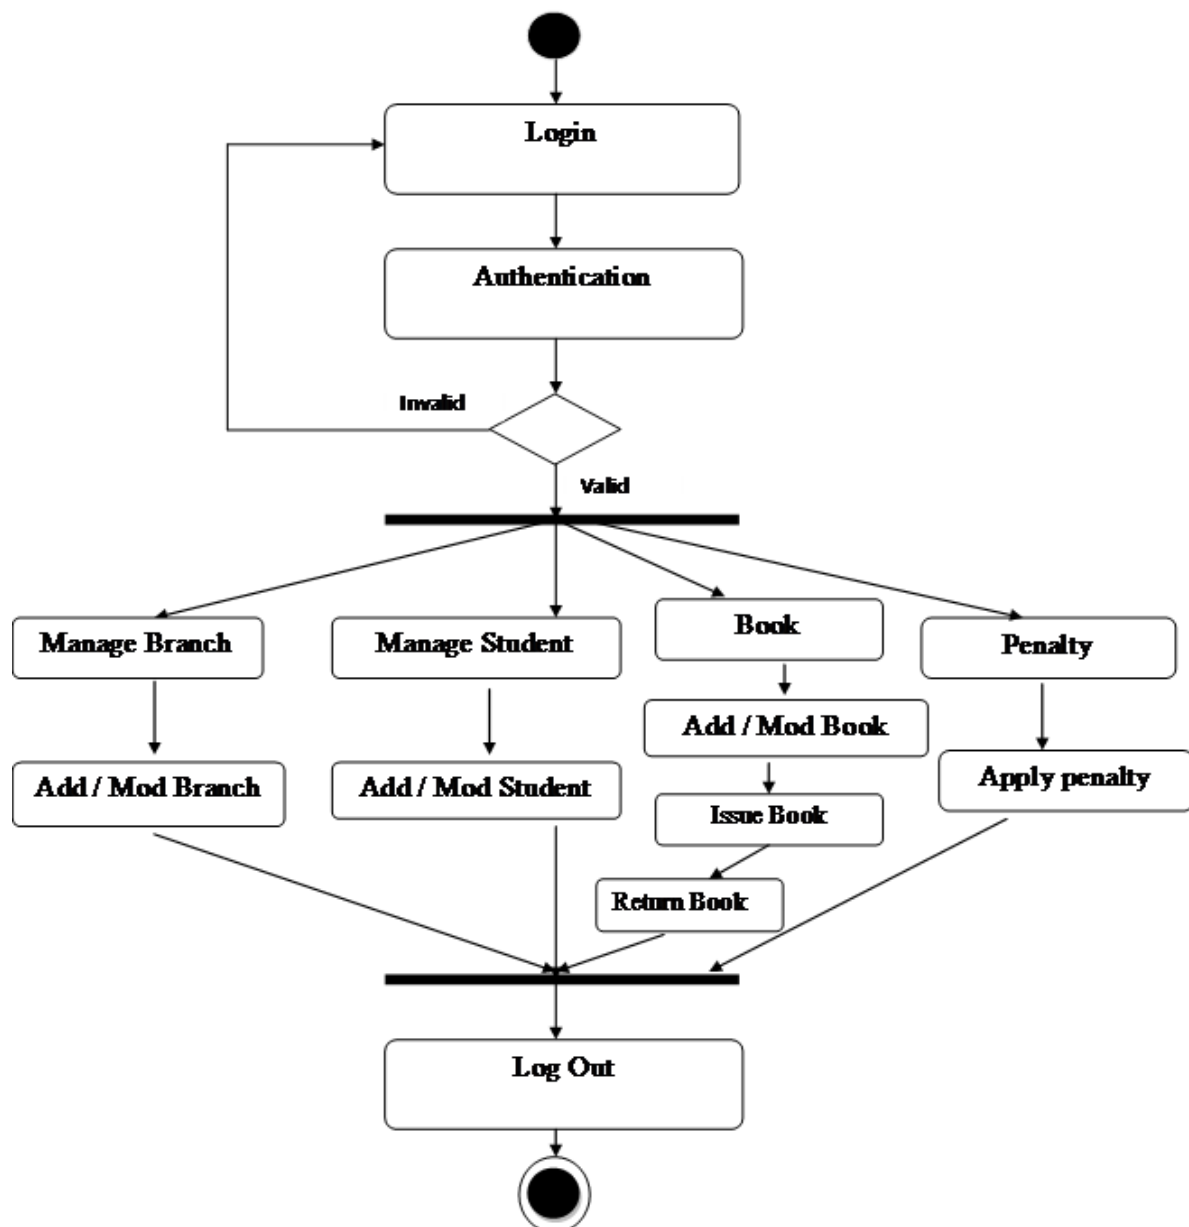 Login
Authentication
Invalid
Valid
Manage Branch
Manage Student
Book
Penalty
Add / Mod Book
Add / Mod Branch
Add / Mod Student
Apply penalty
Issue Book
Return Book
Log Out